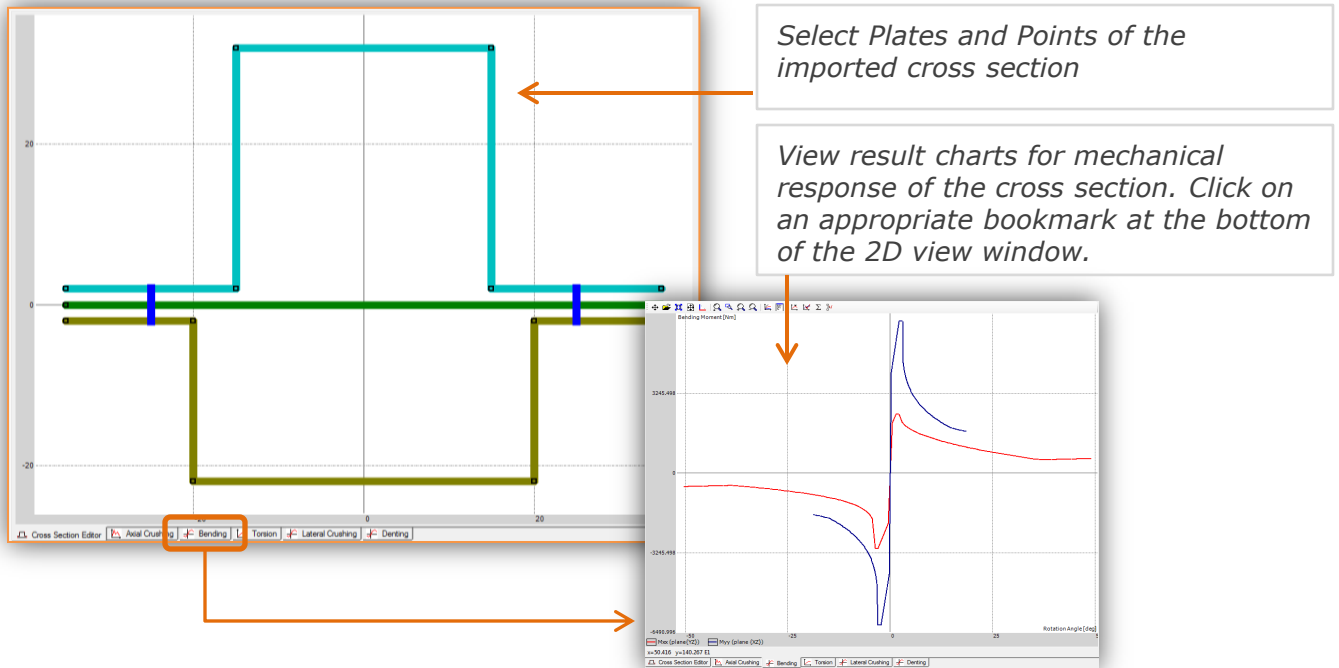 Select Plates and Points of the
imported cross section
View result charts for mechanical
response of the cross section. Click on
an appropriate bookmark at the bottom
of the 2D view window.
20
0
-20
-20
0
20
Cross Section Editor Axial Crushing Bending Torsion Lateral Crushing Denting
Bending Moment [Nm]
3245.498
0
-3245.498
-6490.996
-50
-25
25
5
Rotation Angle [deg]
Mxx (plane(YZ)) Myy (plane (XZ))
x=50.416 y=140.267 E1
Cross Section Editor Axial Crushing Bending Torsion Lateral Crushing Denting